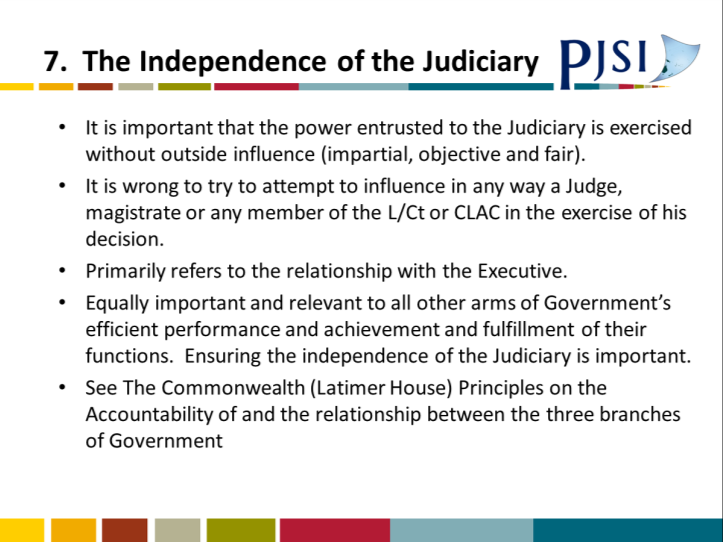 7. The Independence of the Judiciary
PJSI
• It is important that the power entrusted to the Judiciary is exercised
without outside influence (impartial, objective and fair).
• It is wrong to try to attempt to influence in any way a Judge,
magistrate or any member of the L/Ct or CLAC in the exercise of his
decision.
• Primarily refers to the relationship with the Executive.
• Equally important and relevant to all other arms of Government’s
efficient performance and achievement and fulfillment of their
functions. Ensuring the independence of the Judiciary is important.
• See The Commonwealth (Latimer House) Principles on the
Accountability of and the relationship between the three branches
of Government